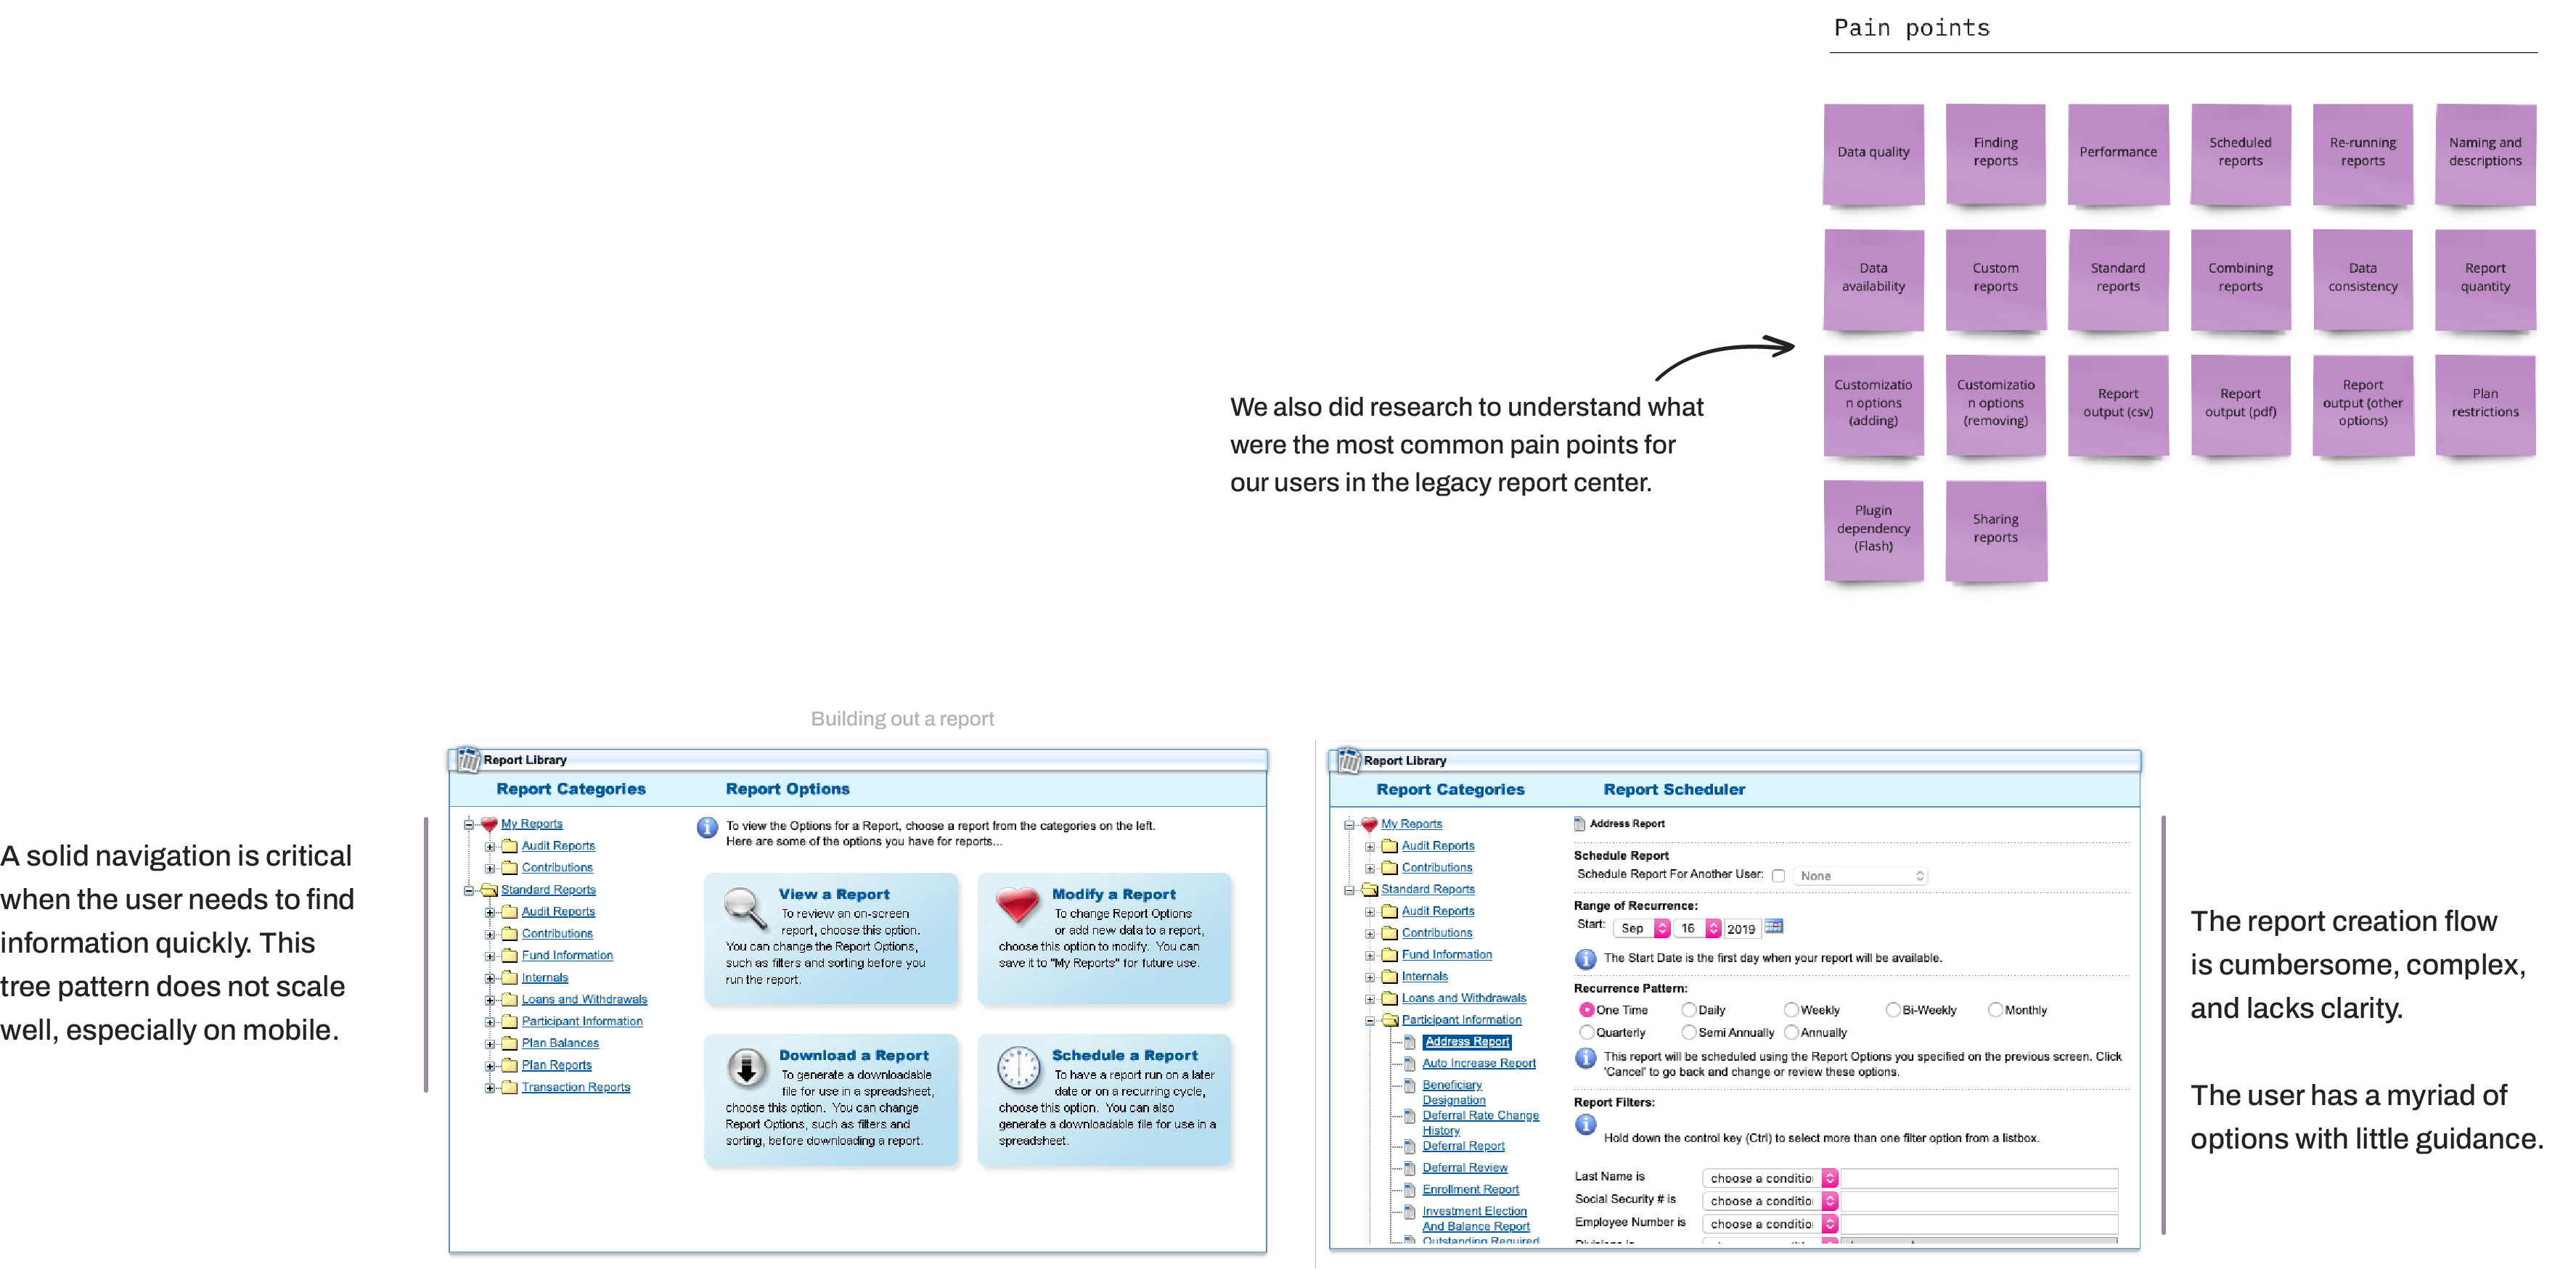 Pain points
Data quality
Finding
reports
Performance
Scheduled
reports
Re-running
reports
Naming and
descriptions
Data
availability
Custom
reports
Standard
reports
Combining
reports
Data
consistency
Report
quantity
Customizatio
n options
(adding)
Customizatio
n options
(removing)
Report
output (csv)
Report
output (pdf)
Report
output (other
options)
Plan
restrictions
Plugin
dependency
(Flash)
Sharing
reports
We also did research to understand what
were the most common pain points for
our users in the legacy report center.
Building out a report
A solid navigation is critical
when the user needs to find
information quickly. This
tree pattern does not scale
well, especially on mobile.
Report Library
Report Categories
Report Options
My Reports
Audit Reports
Contributions
Standard Reports
Audit Reports
Contributions
Fund Information
Internals
Loans and Withdrawals
Participant Information
Plan Balances
Plan Reports
Transaction Reports
To view the Options for a Report, choose a report from the categories on the left.
Here are some of the options you have for reports...
View a Report
To review an on-screen
report, choose this option.
You can change the Report Options,
such as filters and sorting before you
run the report.
Modify a Report
To change Report Options
or add new data to a report,
choose this option to modify. You can
save it to "My Reports" for future use.
Download a Report
To generate a downloadable
file for use in a spreadsheet,
choose this option. You can change
Report Options, such as filters and
sorting, before downloading a report.
Schedule a Report
To have a report run on a later
date or on a recurring cycle,
choose this option. You can also
generate a downloadable file for use in a
spreadsheet.
Report Library
Report Categories
Report Scheduler
My Reports
Audit Reports
Contributions
Standard Reports
Audit Reports
Contributions
Fund Information
Internals
Loans and Withdrawals
Participant Information
Address Report
Auto Increase Report
Beneficiary
Designation
Deferral Rate Change
History
Deferral Report
Deferral Review
Enrollment Report
Investment Election
And Balance Report
Outstanding Required
Address Report
Schedule Report
Schedule Report For Another User: None
Range of Recurrence:
Start: Sep 16 2019
The Start Date is the first day when your report will be available.
Recurrence Pattern:
One Time Daily Weekly Bi-Weekly Monthly
Quarterly Semi Annually Annually
This report will be scheduled using the Report Options you specified on the previous screen. Click
'Cancel' to go back and change or review these options.
Report Filters:
Hold down the control key (Ctrl) to select more than one filter option from a listbox.
Last Name is choose a conditio
Social Security # is choose a conditio
Employee Number is choose a conditio
The report creation flow
is cumbersome, complex,
and lacks clarity.
The user has a myriad of
options with little guidance.